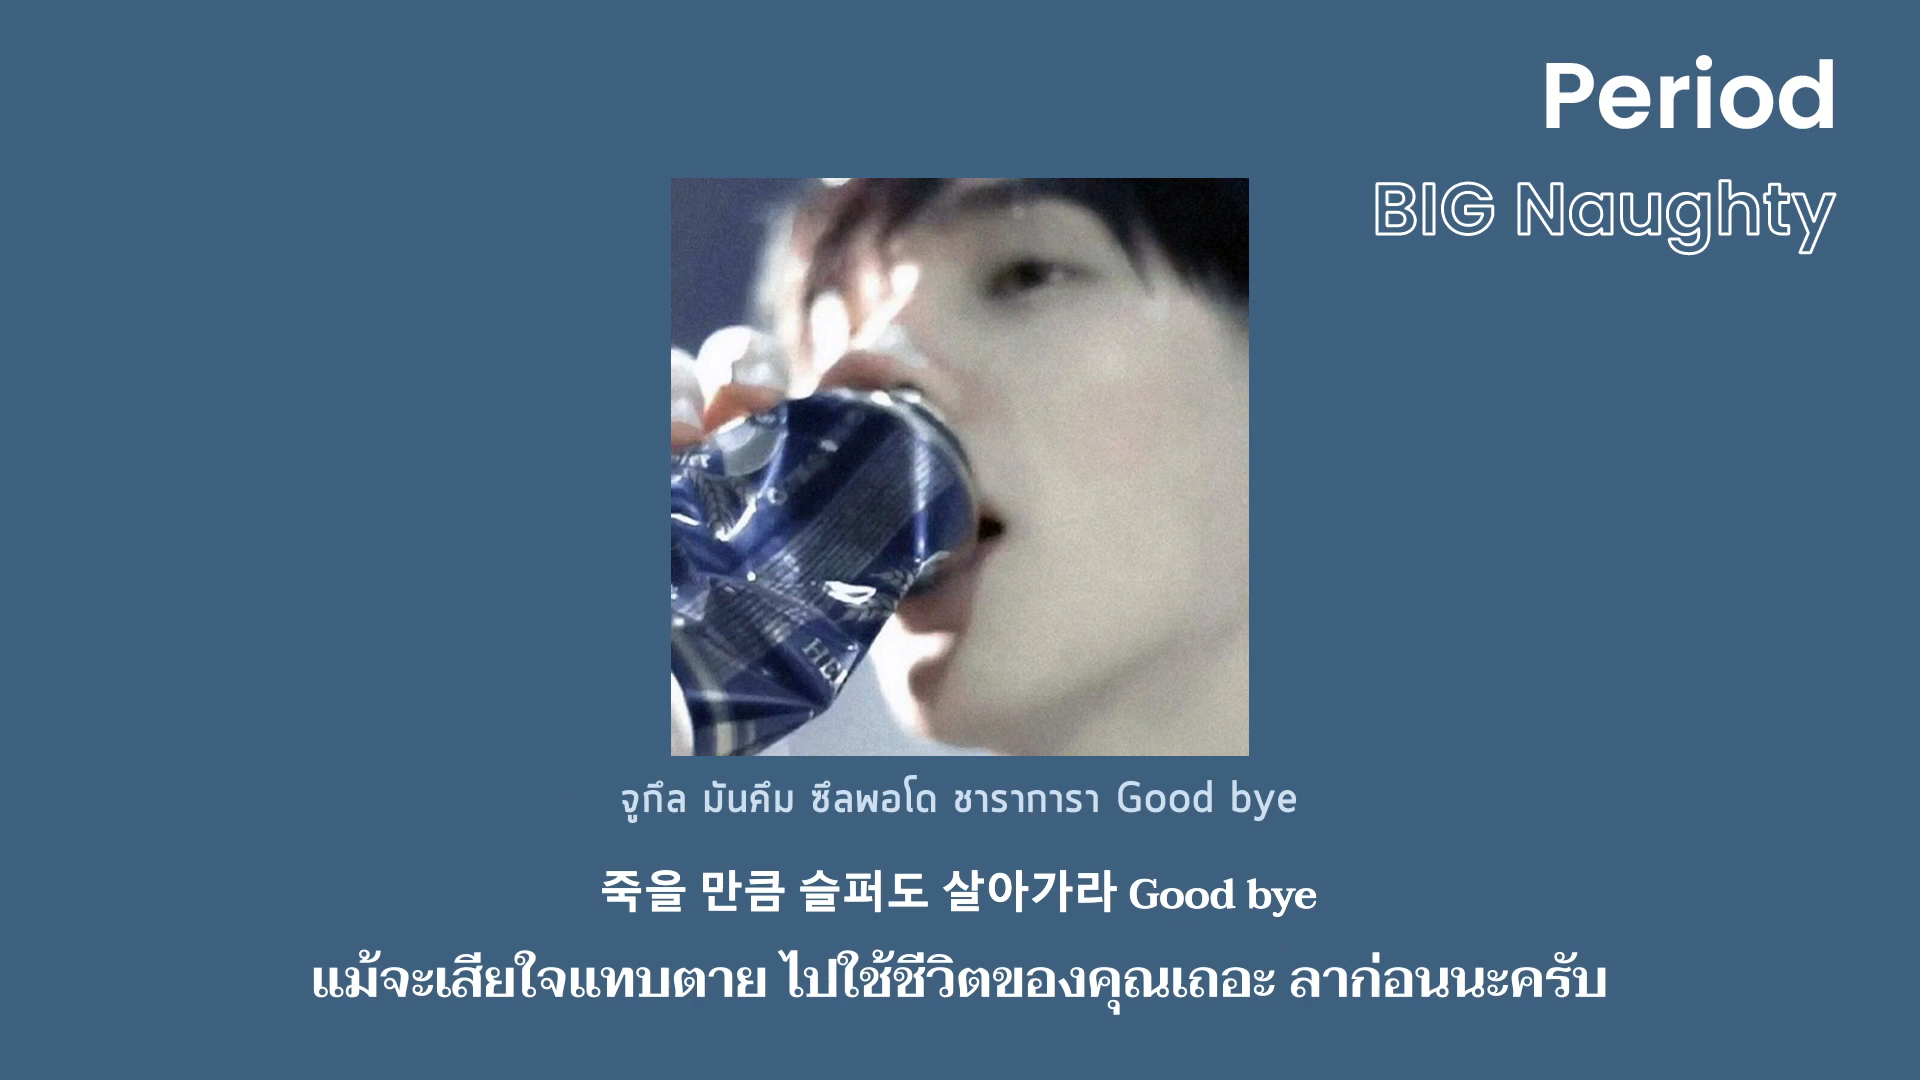 Period
BIG Naughty
จูกึล มันคึม ซึลพอโด ชาราการา Good bye
죽을 만큼 슬퍼도 살아가라 Good bye
แม้จะเสียใจแทบตาย ไปใช้ชีวิตของคุณเถอะ ลาก่อนนะครับ